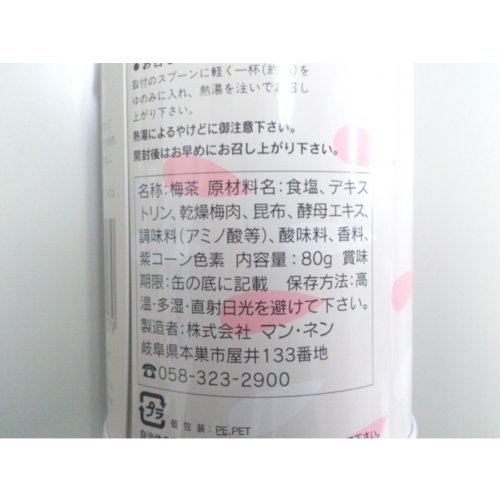 取付のスプーンに軽く一杯(約
ゆのみに入れ、熱湯を注いでお召し
上がり下さい。
熱湯によるやけどに御注意下さい。
開封後はお早めにお召し上がり下さい。
名称:梅茶 原材料名:食塩、デキス
トリン、乾燥梅肉、昆布、酵母エキス、
調味料(アミノ酸等)、酸味料、香料、
紫コーン色素 内容量:80g 賞味
期限:缶の底に記載 保存方法:高
温・多湿・直射日光を避けて下さい。
製造者:株式会社 マン・ネン
岐阜県本巣市屋井133番地
☎058-323-2900
プラ
個包装:PE,PET